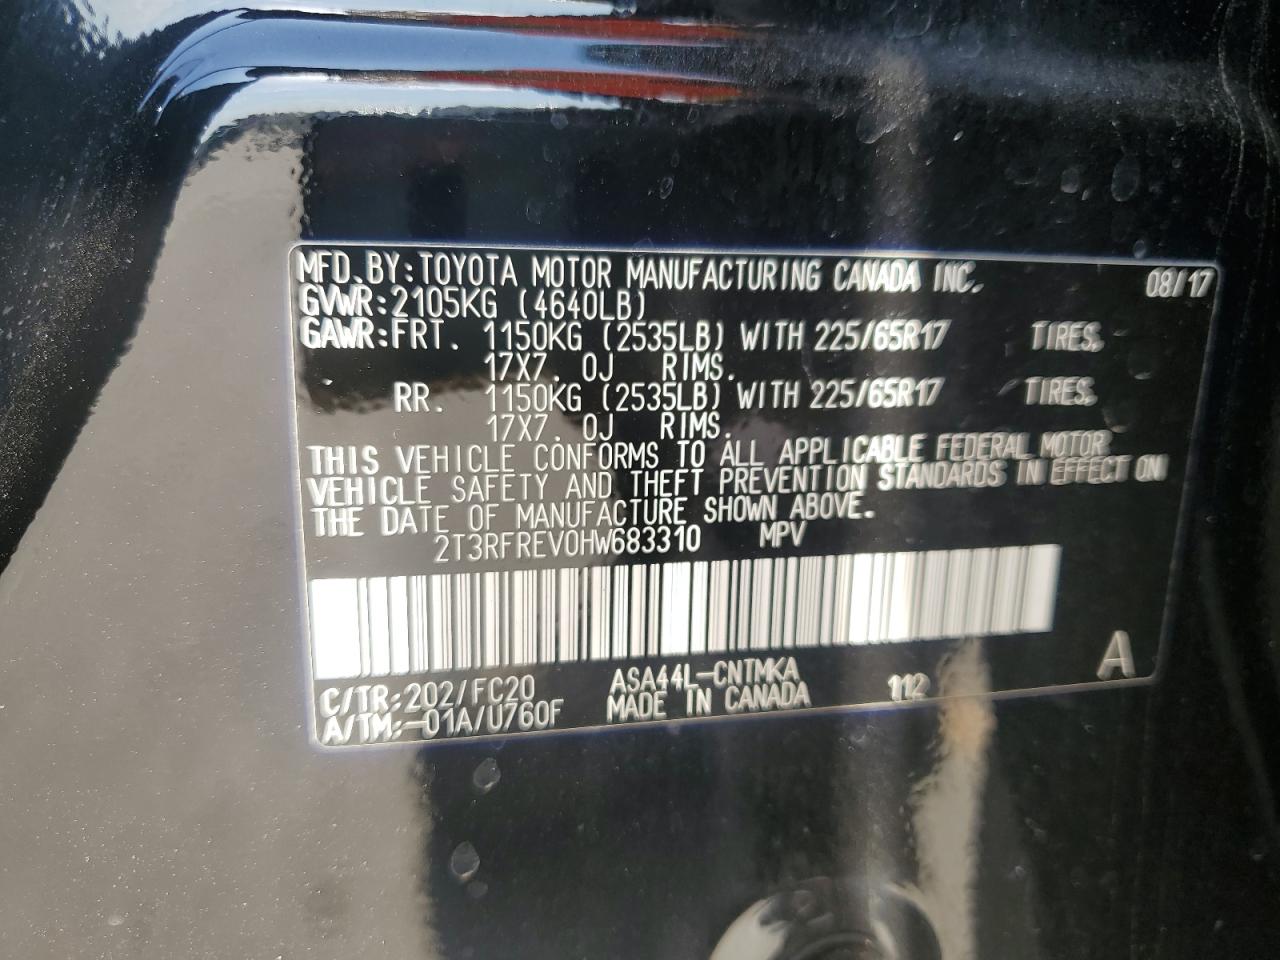 MFD. BY: TOYOTA MOTOR MANUFACTURING CANADA INC. 08/17
GVWR: 2105KG (4640LB)
GAWR: FRT. 1150KG (2535LB) WITH 225/65R17 TIRES,
17X7. 0J RIMS.
RR. 1150KG (2535LB) WITH 225/65R17 TIRES,
17X7. 0J RIMS.
THIS VEHICLE CONFORMS TO ALL APPLICABLE FEDERAL MOTOR
VEHICLE SAFETY AND THEFT PREVENTION STANDARDS IN EFFECT ON
THE DATE OF MANUFACTURE SHOWN ABOVE.
2T3RFREV0HW683310 MPV
C/TR: 202/FC20 ASA44L-CNTMKA 112 A
A/TM: -01A/U760F MADE IN CANADA